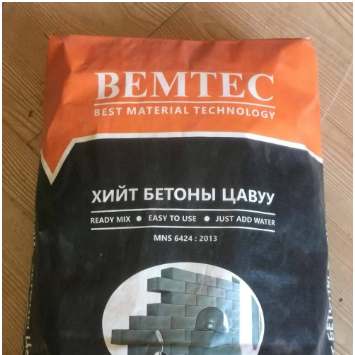 BEMTEC
BEST MATERIAL TECHNOLOGY
ХИЙТ БЕТОНЫ ЦАВУУ
READY MIX ● EASY TO USE ● JUST ADD WATER
MNS 6424 : 2013